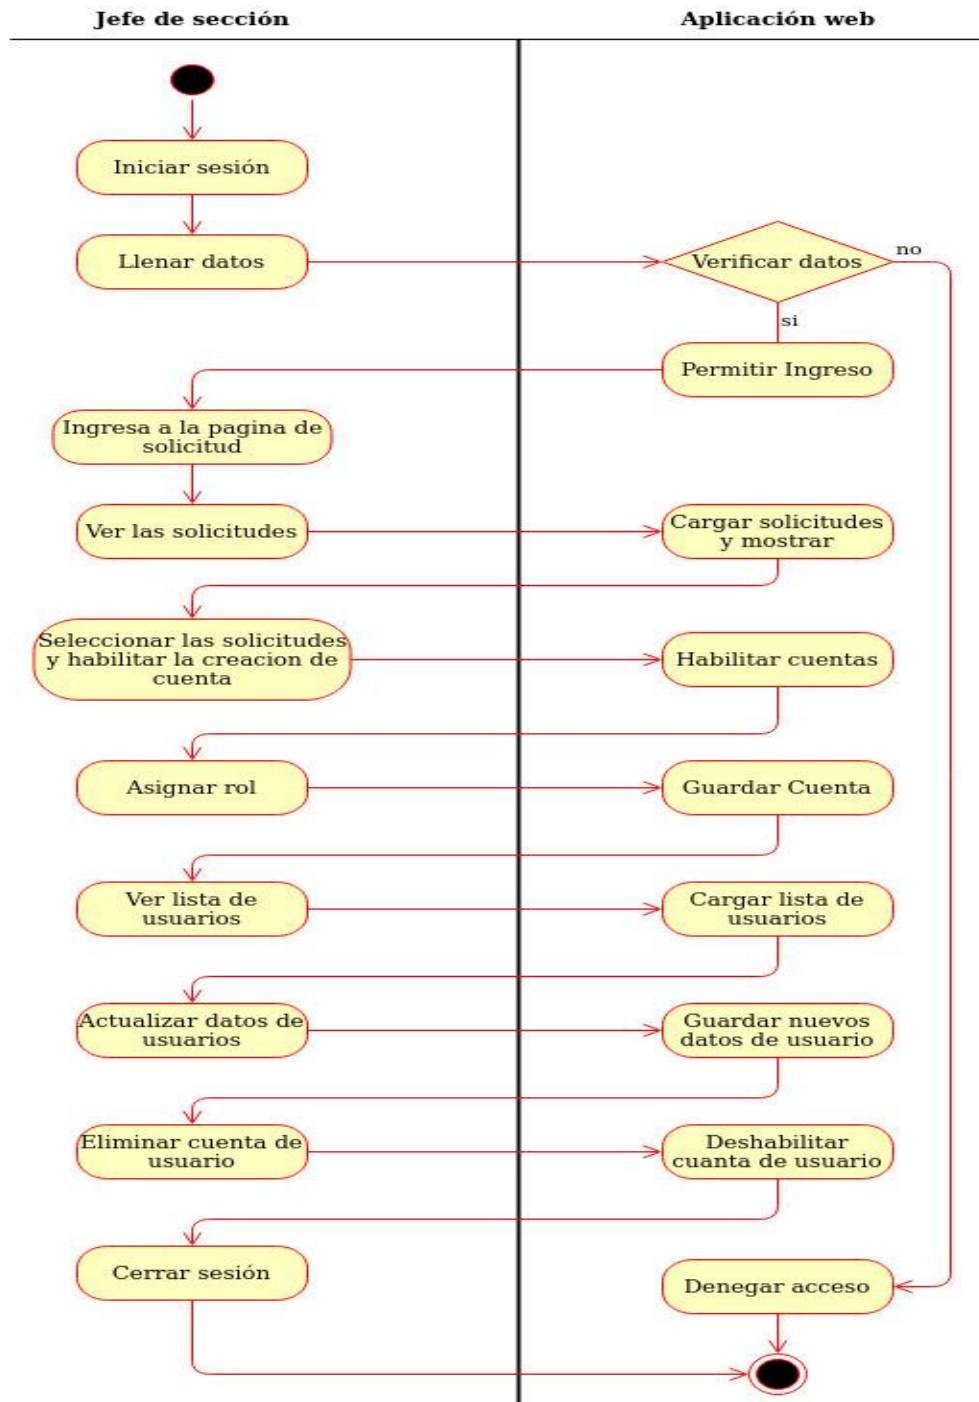 Jefe de sección
Aplicación web
Iniciar sesión
Llenar datos
Verificar datos
no
si
Permitir Ingreso
Ingresa a la pagina de
solicitud
Ver las solicitudes
Cargar solicitudes
y mostrar
Seleccionar las solicitudes
y habilitar la creacion de
cuenta
Habilitar cuentas
Asignar rol
Guardar Cuenta
Ver lista de
usuarios
Cargar lista de
usuarios
Actualizar datos de
usuarios
Guardar nuevos
datos de usuario
Eliminar cuenta de
usuario
Deshabilitar
cuanta de usuario
Cerrar sesión
Denegar acceso